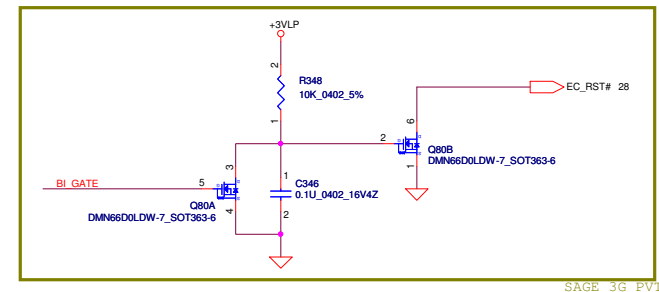 +3VLP
2
R348
10K_0402_5%
1
EC_RST# 28
6
2
Q80B
DMN66D0LDW-7_SOT363-6
1
3
BI_GATE
5
Q80A
DMN66D0LDW-7_SOT363-6
4
1
C346
0.1U_0402_16V4Z
2
SAGE 3G PVT